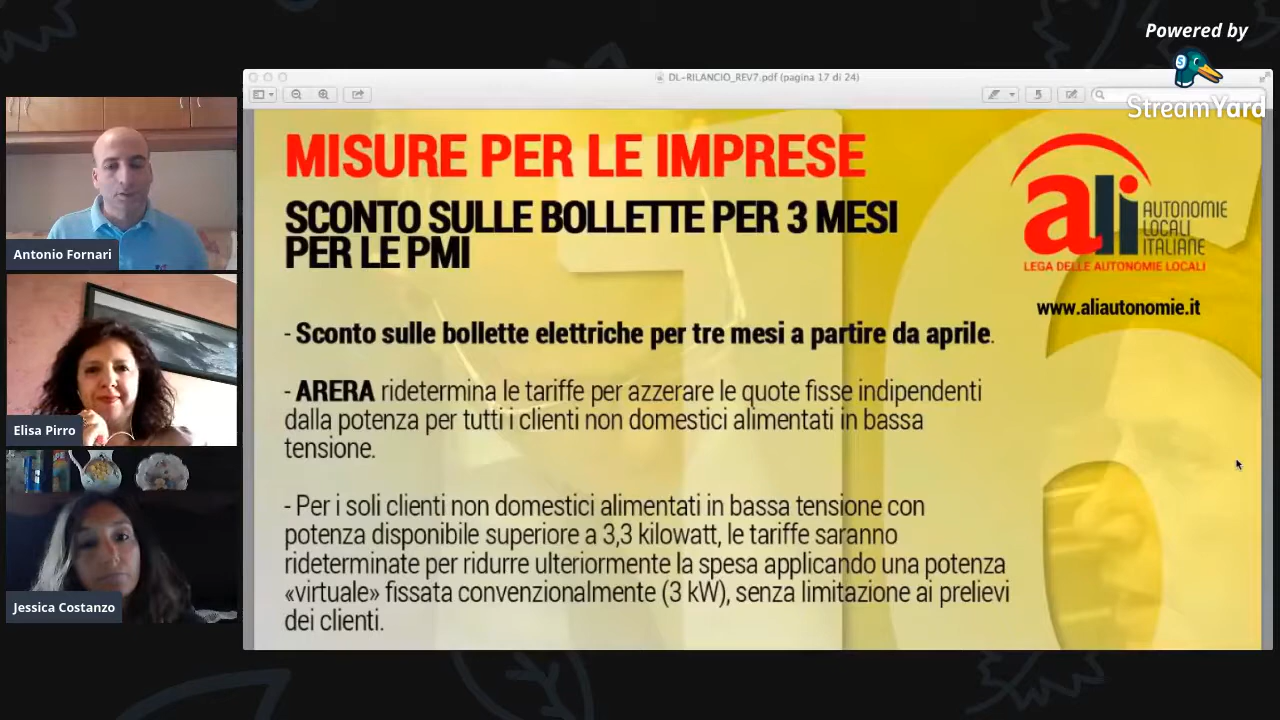 Powered by
StreamYard
DL-RILANCIO_REV7.pdf (pagina 17 di 24)
MISURE PER LE IMPRESE
SCONTO SULLE BOLLETTE PER 3 MESI
PER LE PMI
ali AUTONOMIE
LOCALI
ITALIANE
LEGA DELLE AUTONOMIE LOCALI
www.aliautonomie.it
- Sconto sulle bollette elettriche per tre mesi a partire da aprile.
- ARERA ridetermina le tariffe per azzerare le quote fisse indipendenti
dalla potenza per tutti i clienti non domestici alimentati in bassa
tensione.
- Per i soli clienti non domestici alimentati in bassa tensione con
potenza disponibile superiore a 3,3 kilowatt, le tariffe saranno
rideterminate per ridurre ulteriormente la spesa applicando una potenza
«virtuale» fissata convenzionalmente (3 kW), senza limitazione ai prelievi
dei clienti.
Antonio Fornari
Elisa Pirro
Jessica Costanzo